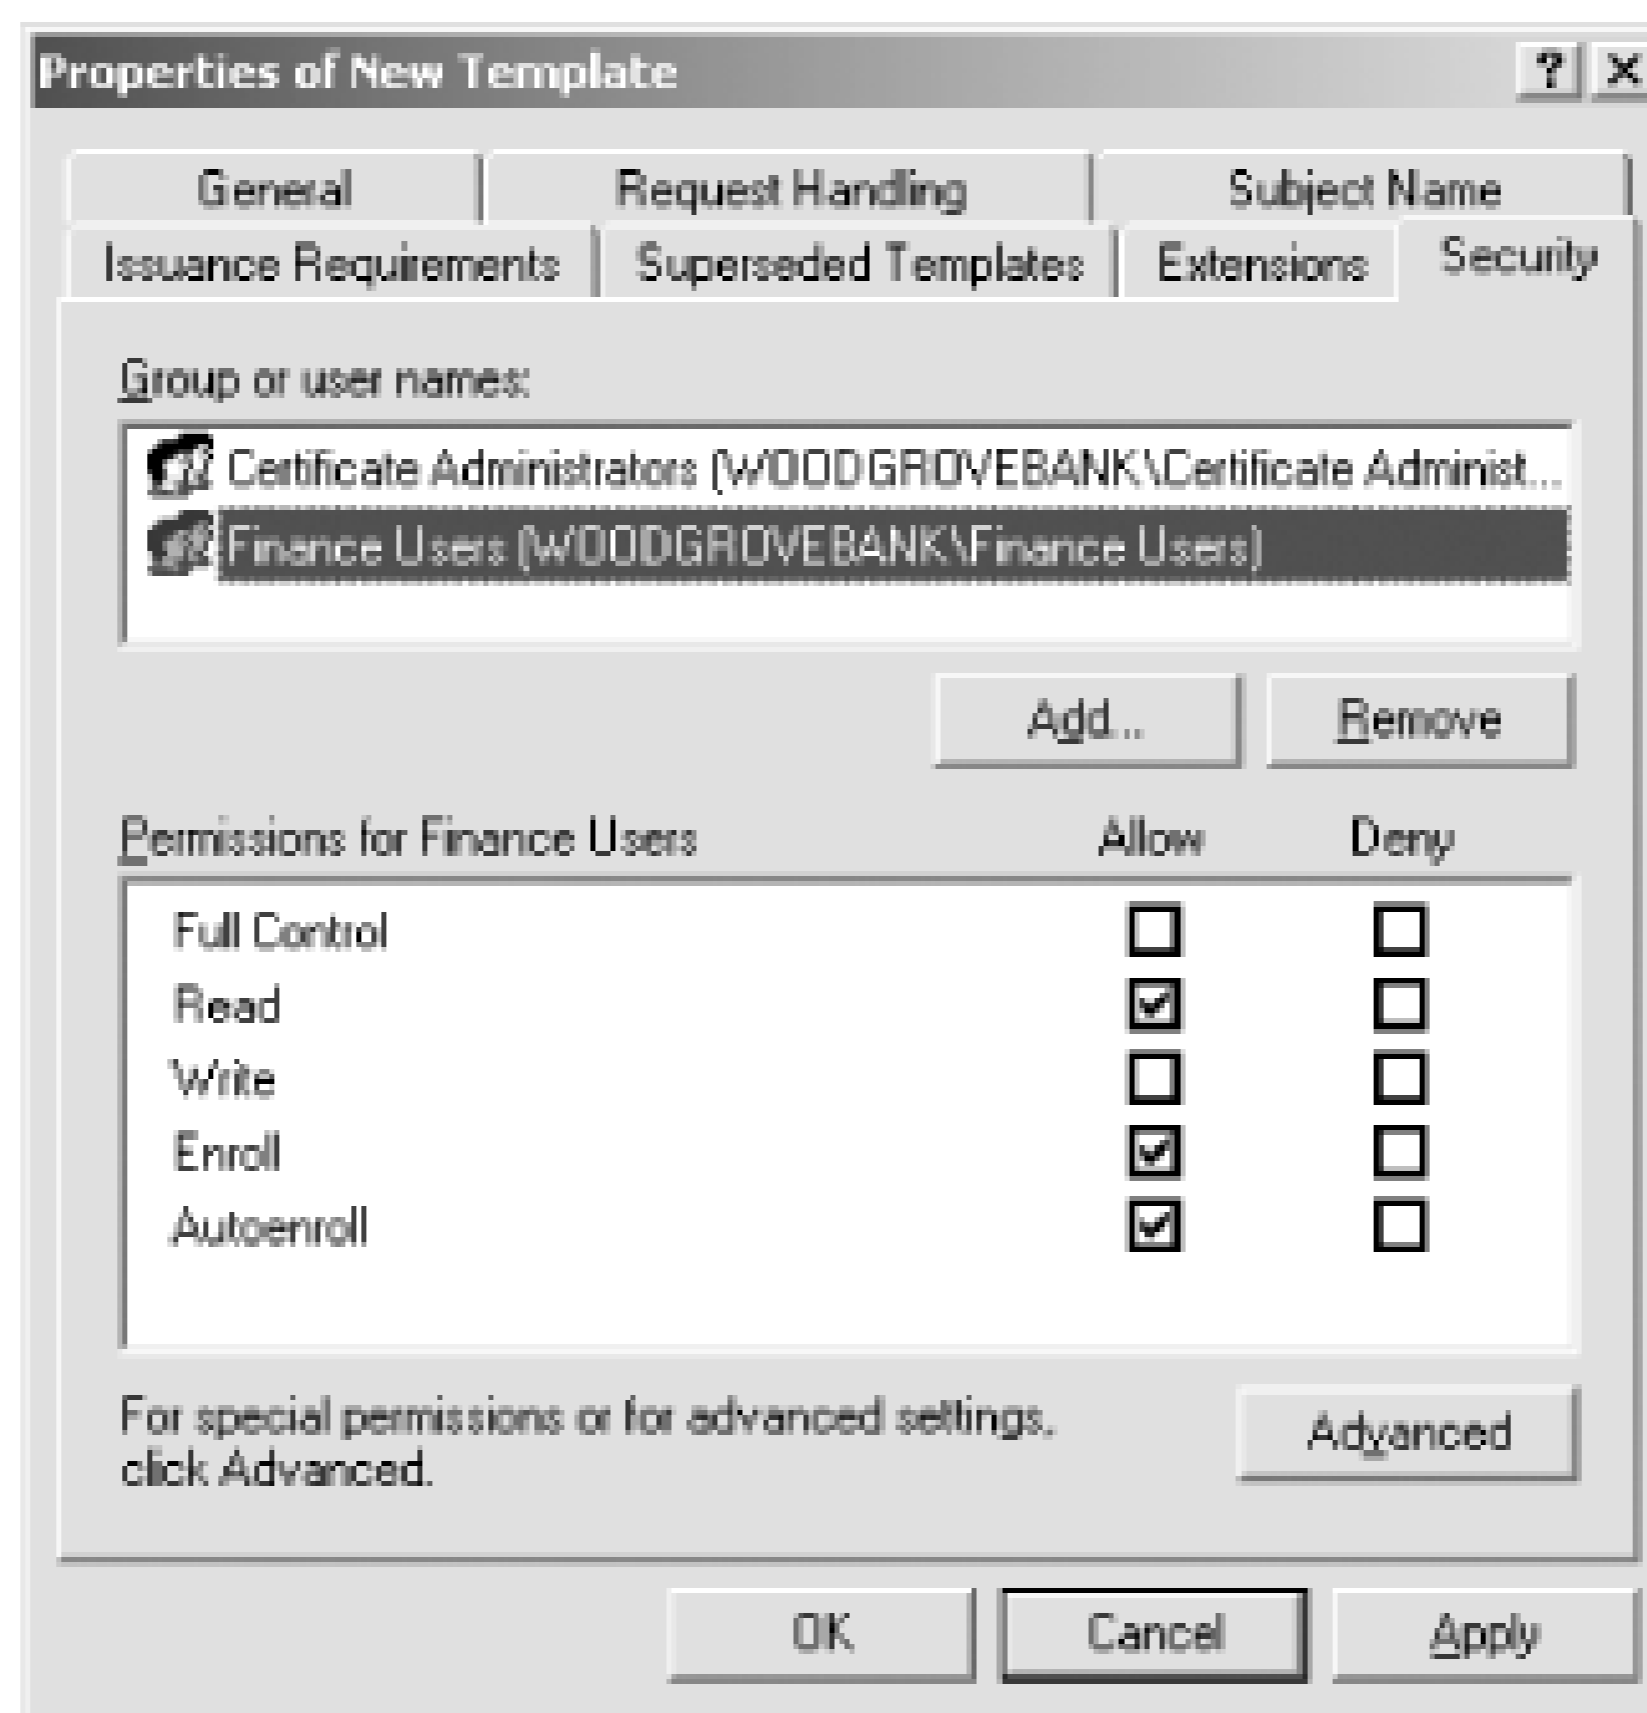 Properties of New Template
General Request Handling Subject Name
Issuance Requirements Superseded Templates Extensions Security
Group or user names:
Certificate Administrators (WOODGROVEBANK\Certificate Administ...
Finance Users (WOODGROVEBANK\Finance Users)
Add... Remove
Permissions for Finance Users Allow Deny
Full Control
Read
Write
Enroll
Autoenroll
For special permissions or for advanced settings,
click Advanced.
Advanced
OK Cancel Apply